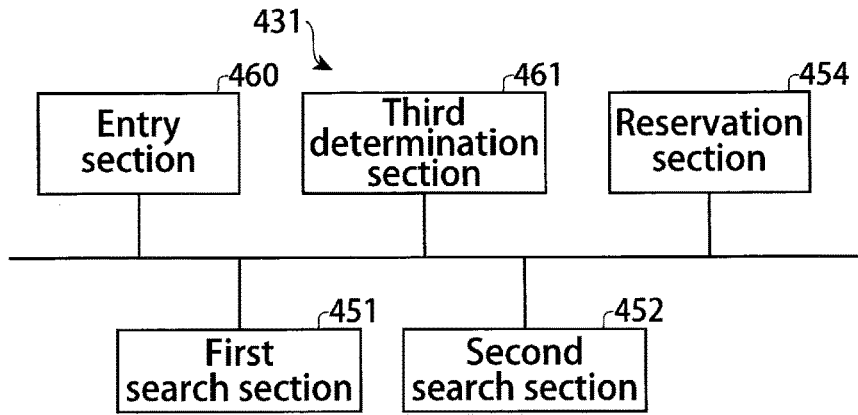 431
460
Entry
section
461
Third
determination
section
454
Reservation
section
451
First
search section
452
Second
search section